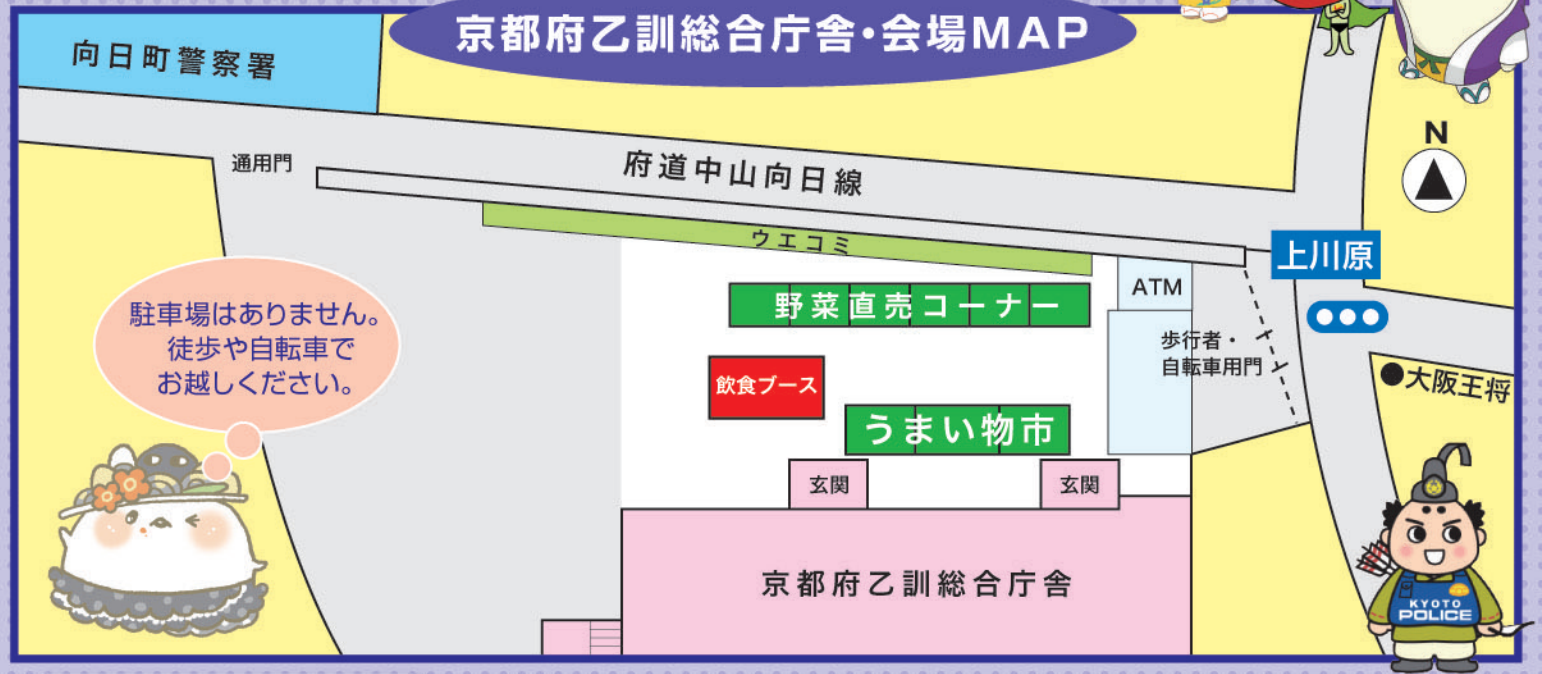 京都府乙訓総合庁舎・会場MAP
向日町警察署
N
通用門
府道中山向日線
ウエコミ
上川原
ATM
野菜直売コーナー
駐車場はありません。
徒歩や自転車で
お越しください。
歩行者・
自転車用門
飲食ブース
大阪王将
うまい物市
玄関
玄関
京都府乙訓総合庁舎
KYOTO
POLICE